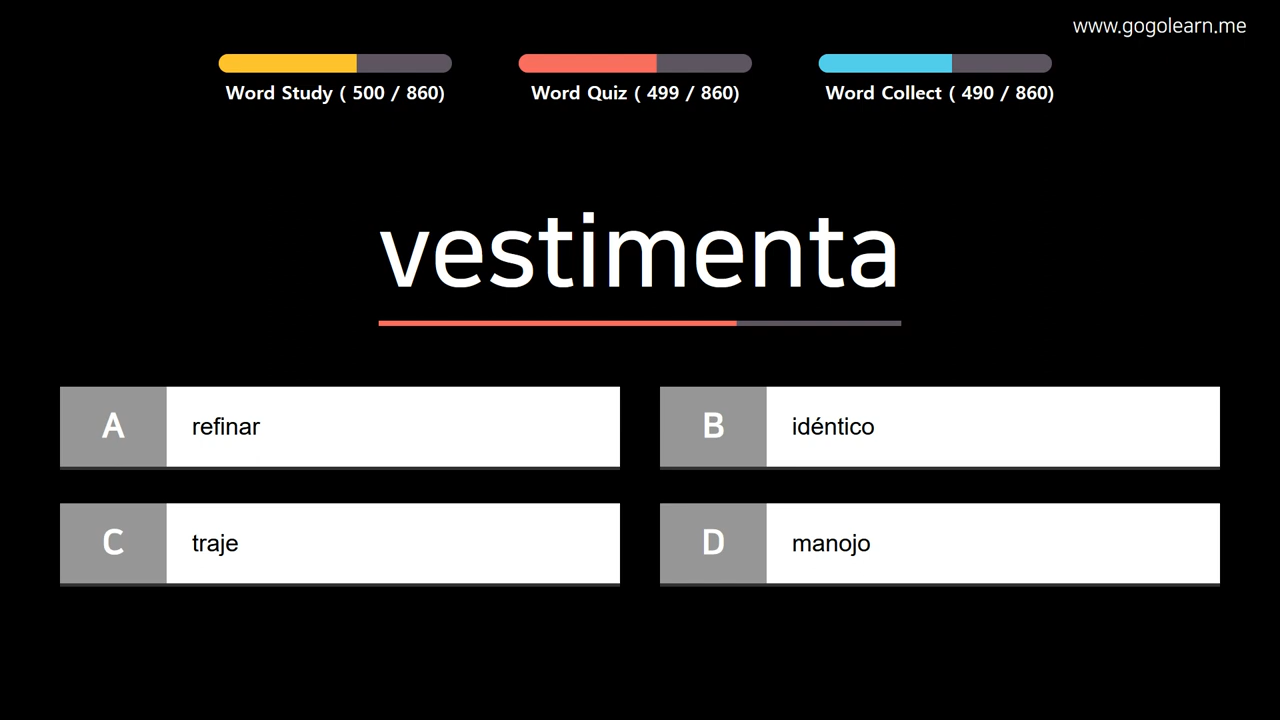 www.gogolearn.me
Word Study ( 500 / 860)
Word Quiz ( 499 / 860)
Word Collect ( 490 / 860)
vestimenta
A
refinar
B
idéntico
C
traje
D
manojo